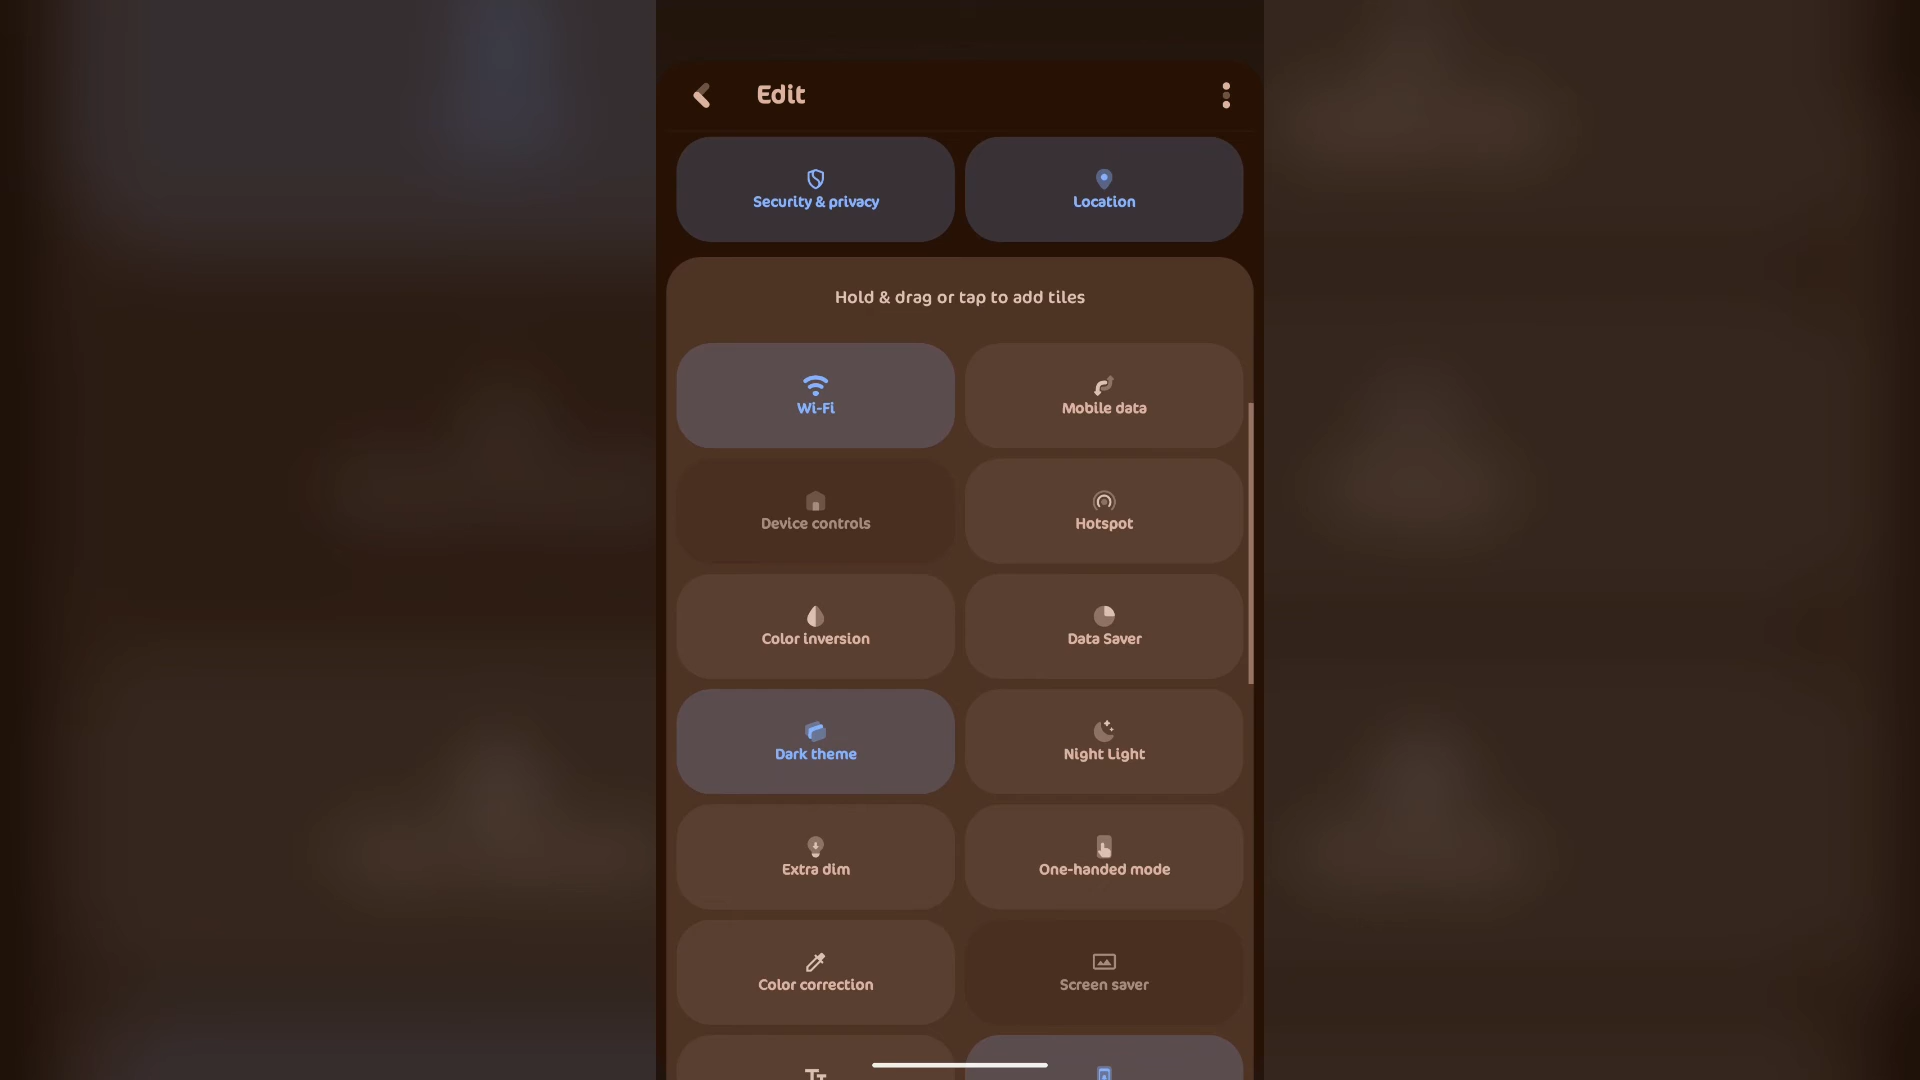 Edit
Security & privacy
Location
Hold & drag or tap to add tiles
Wi-Fi
Mobile data
Device controls
Hotspot
Color inversion
Data Saver
Dark theme
Night Light
Extra dim
One-handed mode
Color correction
Screen saver